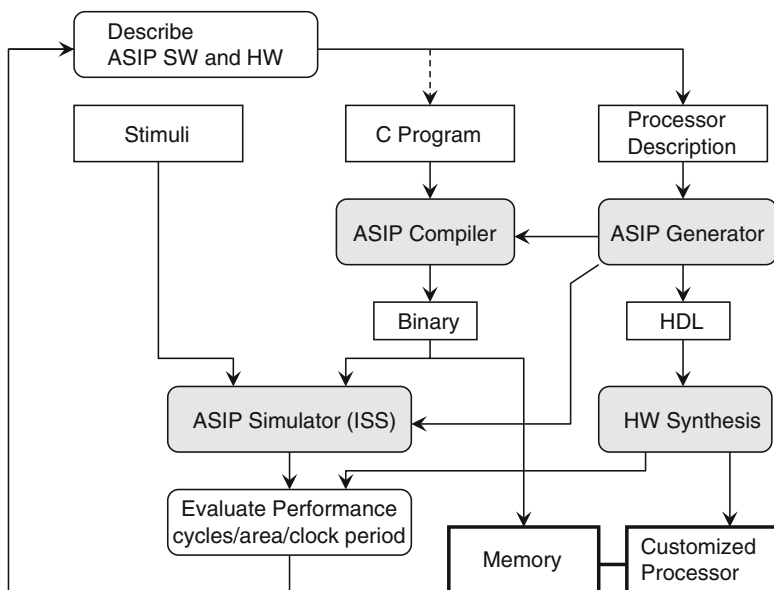 Describe
ASIP SW and HW
Stimuli
C Program
Processor
Description
ASIP Compiler
ASIP Generator
Binary
HDL
ASIP Simulator (ISS)
HW Synthesis
Evaluate Performance
cycles/area/clock period
Memory
Customized
Processor